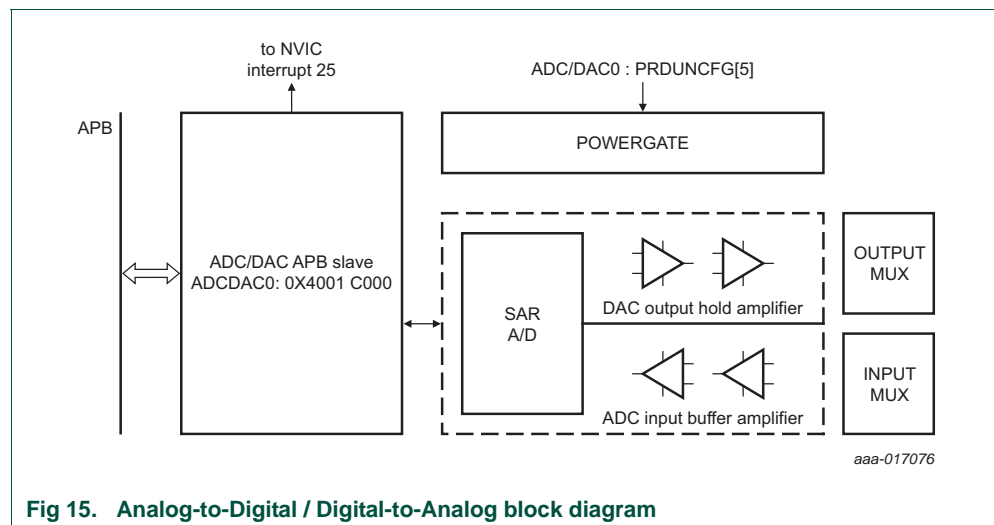 to NVIC
interrupt 25
ADC/DAC0 : PRDUNCFG[5]
APB
POWERGATE
ADC/DAC APB slave
ADCDAC0: 0X4001 C000
SAR
A/D
DAC output hold amplifier
OUTPUT
MUX
ADC input buffer amplifier
INPUT
MUX
aaa-017076
Fig 15. Analog-to-Digital / Digital-to-Analog block diagram